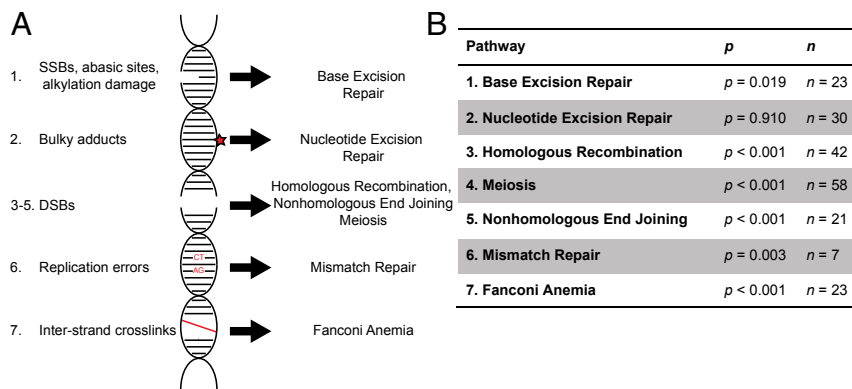 A
1. SSBs, abasic sites, alkylation damage
Base Excision Repair
2. Bulky adducts
Nucleotide Excision Repair
3-5. DSBs
Homologous Recombination, Nonhomologous End Joining Meiosis
6. Replication errors
CT
AG
Mismatch Repair
7. Inter-strand crosslinks
Fanconi Anemia
B
Pathway p n
1. Base Excision Repair p = 0.019 n = 23
2. Nucleotide Excision Repair p = 0.910 n = 30
3. Homologous Recombination p < 0.001 n = 42
4. Meiosis p < 0.001 n = 58
5. Nonhomologous End Joining p < 0.001 n = 21
6. Mismatch Repair p = 0.003 n = 7
7. Fanconi Anemia p < 0.001 n = 23